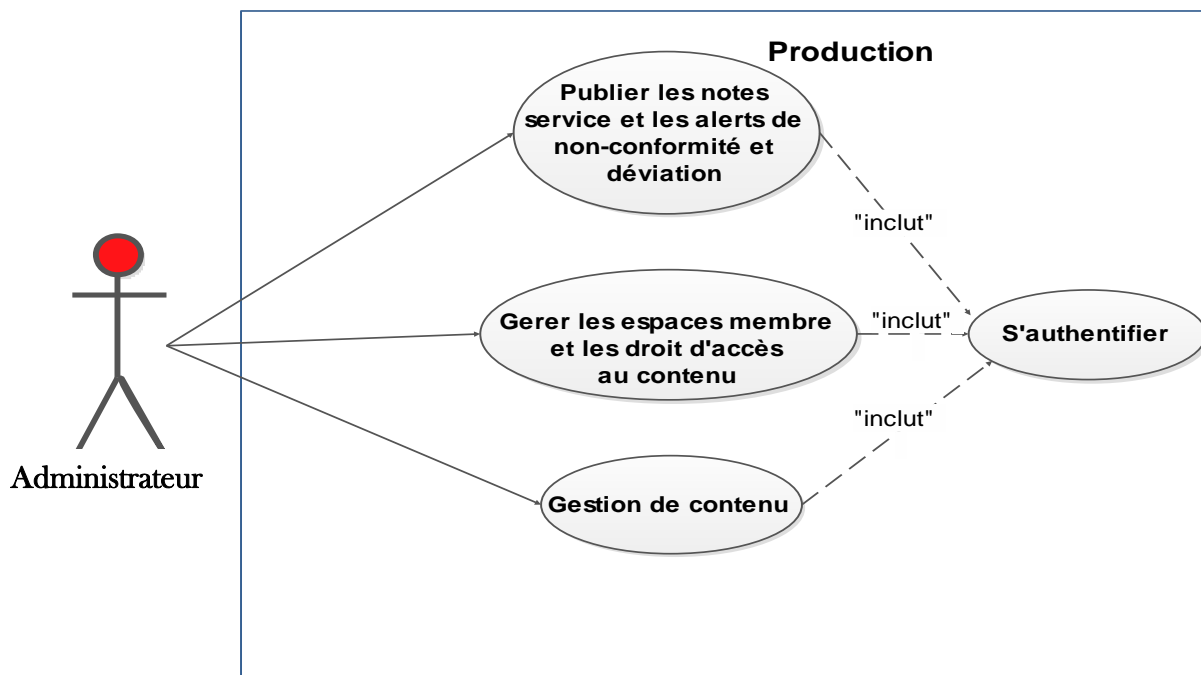 Production
Publier les notes
service et les alerts de
non-conformité et
déviation
"inclut"
Gerer les espaces membre
et les droit d'accès
au contenu
"inclut"
S'authentifier
"inclut"
Administrateur
Gestion de contenu